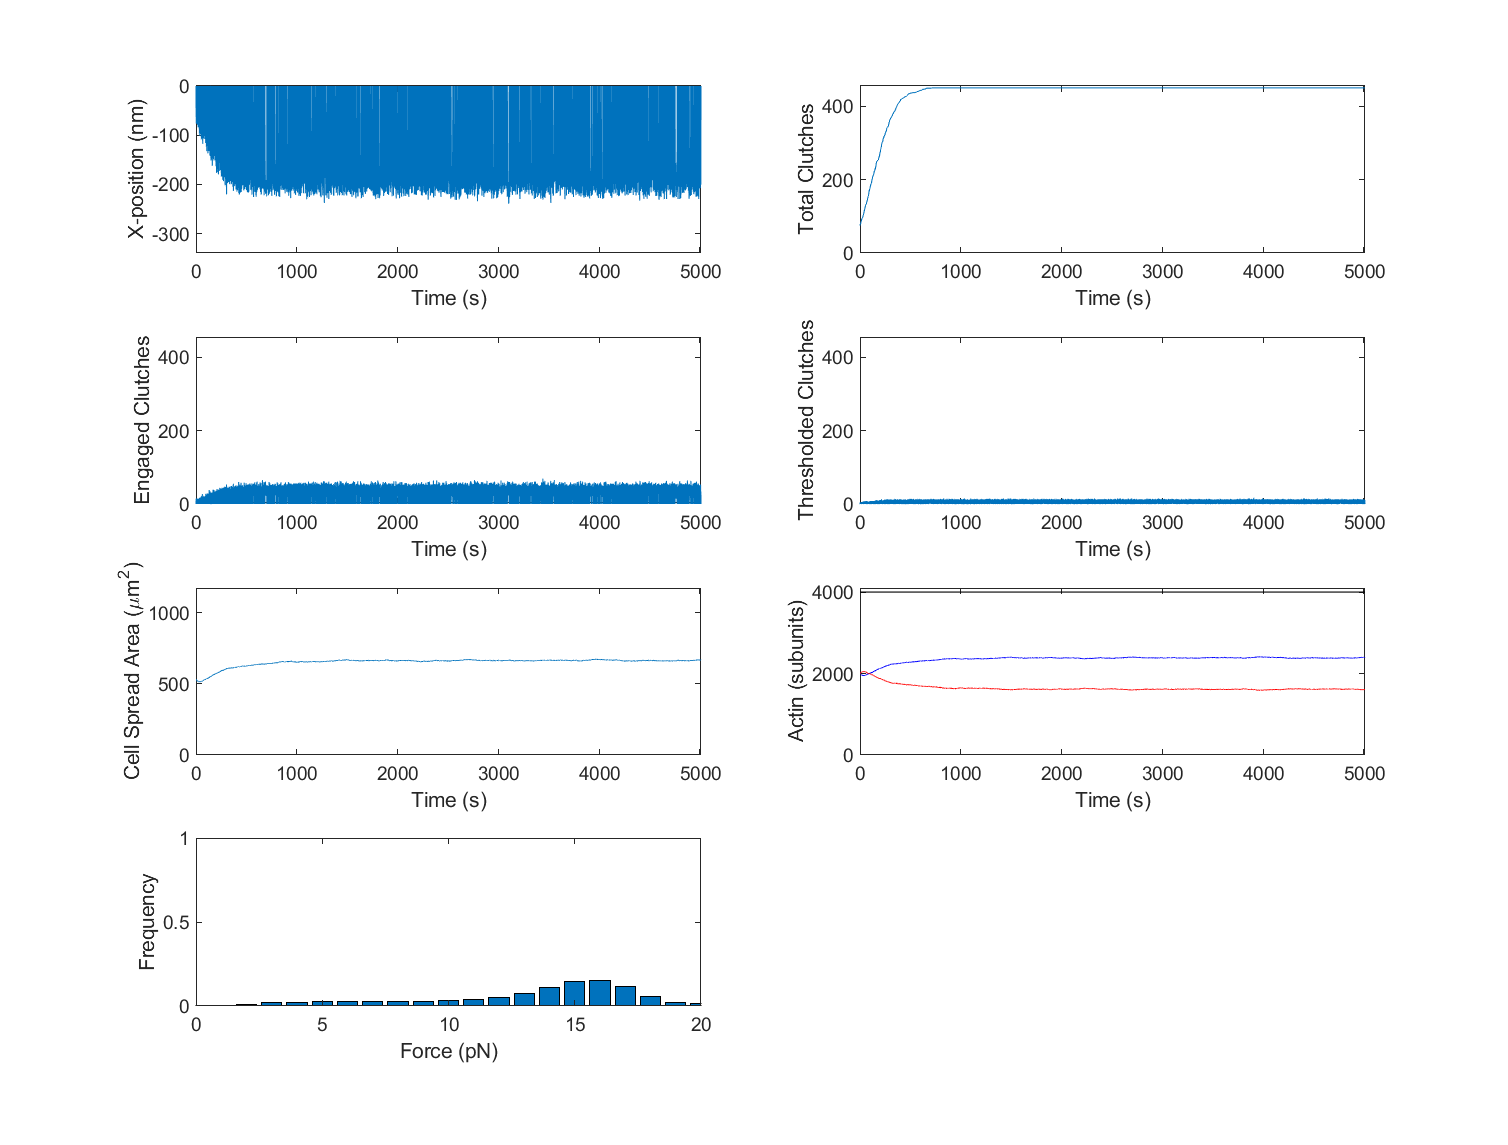 X-position (nm)
0
-100
-200
-300
0 1000 2000 3000 4000 5000
Time (s)
Total Clutches
400
200
0
0 1000 2000 3000 4000 5000
Time (s)
Engaged Clutches
400
200
0
0 1000 2000 3000 4000 5000
Time (s)
Thresholded Clutches
400
200
0
0 1000 2000 3000 4000 5000
Time (s)
Cell Spread Area (μm²)
1000
500
0
0 1000 2000 3000 4000 5000
Time (s)
Actin (subunits)
4000
2000
0
0 1000 2000 3000 4000 5000
Time (s)
Frequency
1
0.5
0
0 5 10 15 20
Force (pN)